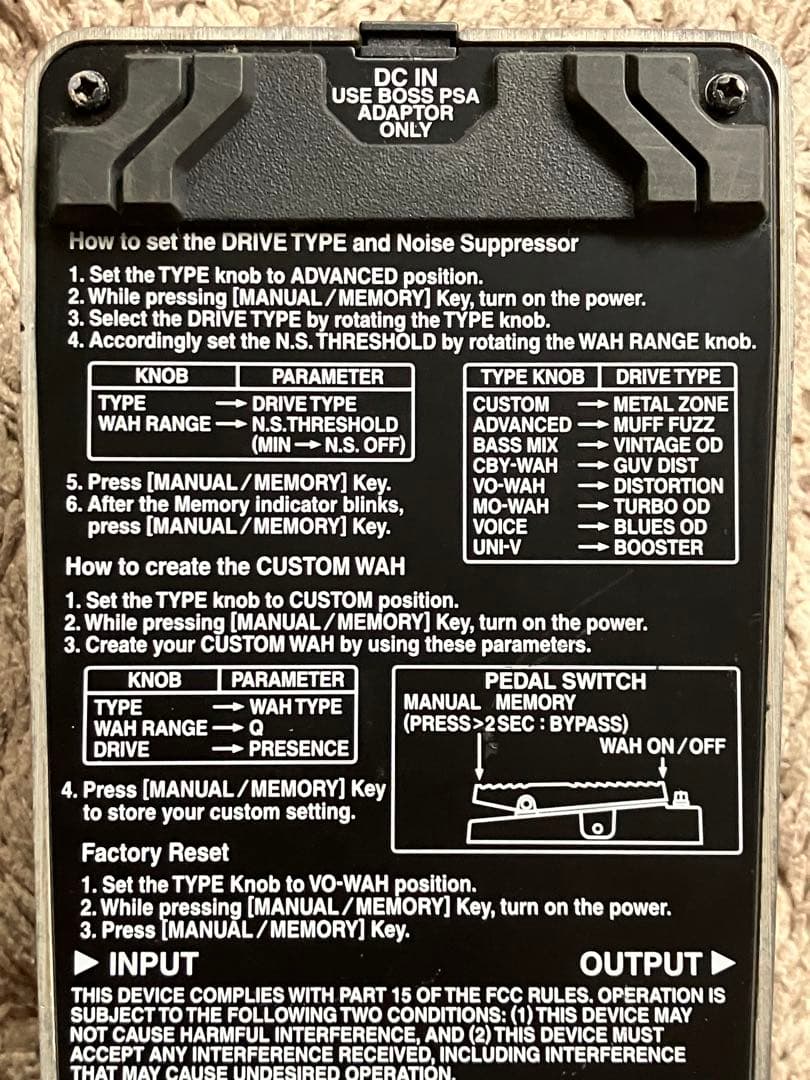 DC IN
USE BOSS PSA
ADAPTOR
ONLY
How to set the DRIVE TYPE and Noise Suppressor
1. Set the TYPE knob to ADVANCED position.
2. While pressing [MANUAL/MEMORY] Key, turn on the power.
3. Select the DRIVE TYPE by rotating the TYPE knob.
4. Accordingly set the N.S. THRESHOLD by rotating the WAH RANGE knob.
KNOB PARAMETER
TYPE → DRIVE TYPE
WAH RANGE → N.S.THRESHOLD
(MIN → N.S. OFF)
TYPE KNOB DRIVE TYPE
CUSTOM → METAL ZONE
ADVANCED → MUFF FUZZ
BASS MIX → VINTAGE OD
CBY-WAH → GUV DIST
VO-WAH → DISTORTION
MO-WAH → TURBO OD
VOICE → BLUES OD
UNI-V → BOOSTER
5. Press [MANUAL/MEMORY] Key.
6. After the Memory indicator blinks,
press [MANUAL/MEMORY] Key.
How to create the CUSTOM WAH
1. Set the TYPE knob to CUSTOM position.
2. While pressing [MANUAL/MEMORY] Key, turn on the power.
3. Create your CUSTOM WAH by using these parameters.
KNOB PARAMETER
TYPE → WAH TYPE
WAH RANGE → Q
DRIVE → PRESENCE
PEDAL SWITCH
MANUAL MEMORY
(PRESS>2SEC : BYPASS)
WAH ON/OFF
4. Press [MANUAL/MEMORY] Key
to store your custom setting.
Factory Reset
1. Set the TYPE Knob to VO-WAH position.
2. While pressing [MANUAL/MEMORY] Key, turn on the power.
3. Press [MANUAL/MEMORY] Key.
▶ INPUT OUTPUT ▶
THIS DEVICE COMPLIES WITH PART 15 OF THE FCC RULES. OPERATION IS
SUBJECT TO THE FOLLOWING TWO CONDITIONS: (1) THIS DEVICE MAY
NOT CAUSE HARMFUL INTERFERENCE, AND (2) THIS DEVICE MUST
ACCEPT ANY INTERFERENCE RECEIVED, INCLUDING INTERFERENCE
THAT MAY CAUSE UNDESIRED OPERATION.